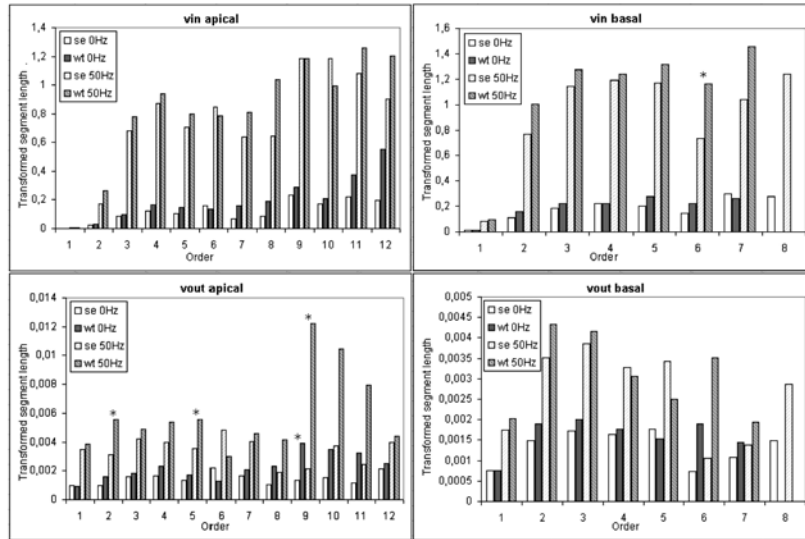 vin apical
Transformed segment length .
1,4
1,2
1
0,8
0,6
0,4
0,2
0
se 0Hz
wt 0Hz
se 50Hz
wt 50Hz
1 2 3 4 5 6 7 8 9 10 11 12
Order
vin basal
Transformed segment length
1,6
1,4
1,2
1
0,8
0,6
0,4
0,2
0
se 0Hz
wt 0Hz
se 50Hz
wt 50Hz
*
1 2 3 4 5 6 7 8
Order
vout apical
Transformed segment length
0,014
0,012
0,01
0,008
0,006
0,004
0,002
0
se 0Hz
wt 0Hz
se 50Hz
wt 50Hz
* * * *
1 2 3 4 5 6 7 8 9 10 11 12
Order
vout basal
Transformed segment length
0,005
0,0045
0,004
0,0035
0,003
0,0025
0,002
0,0015
0,001
0,0005
0
se 0Hz
wt 0Hz
se 50Hz
wt 50Hz
1 2 3 4 5 6 7 8
Order